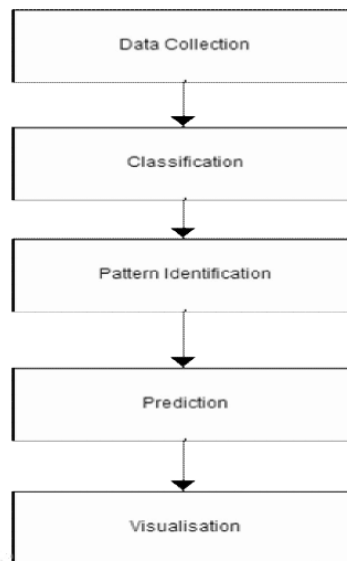 Data Collection
Classification
Pattern Identification
Prediction
Visualisation